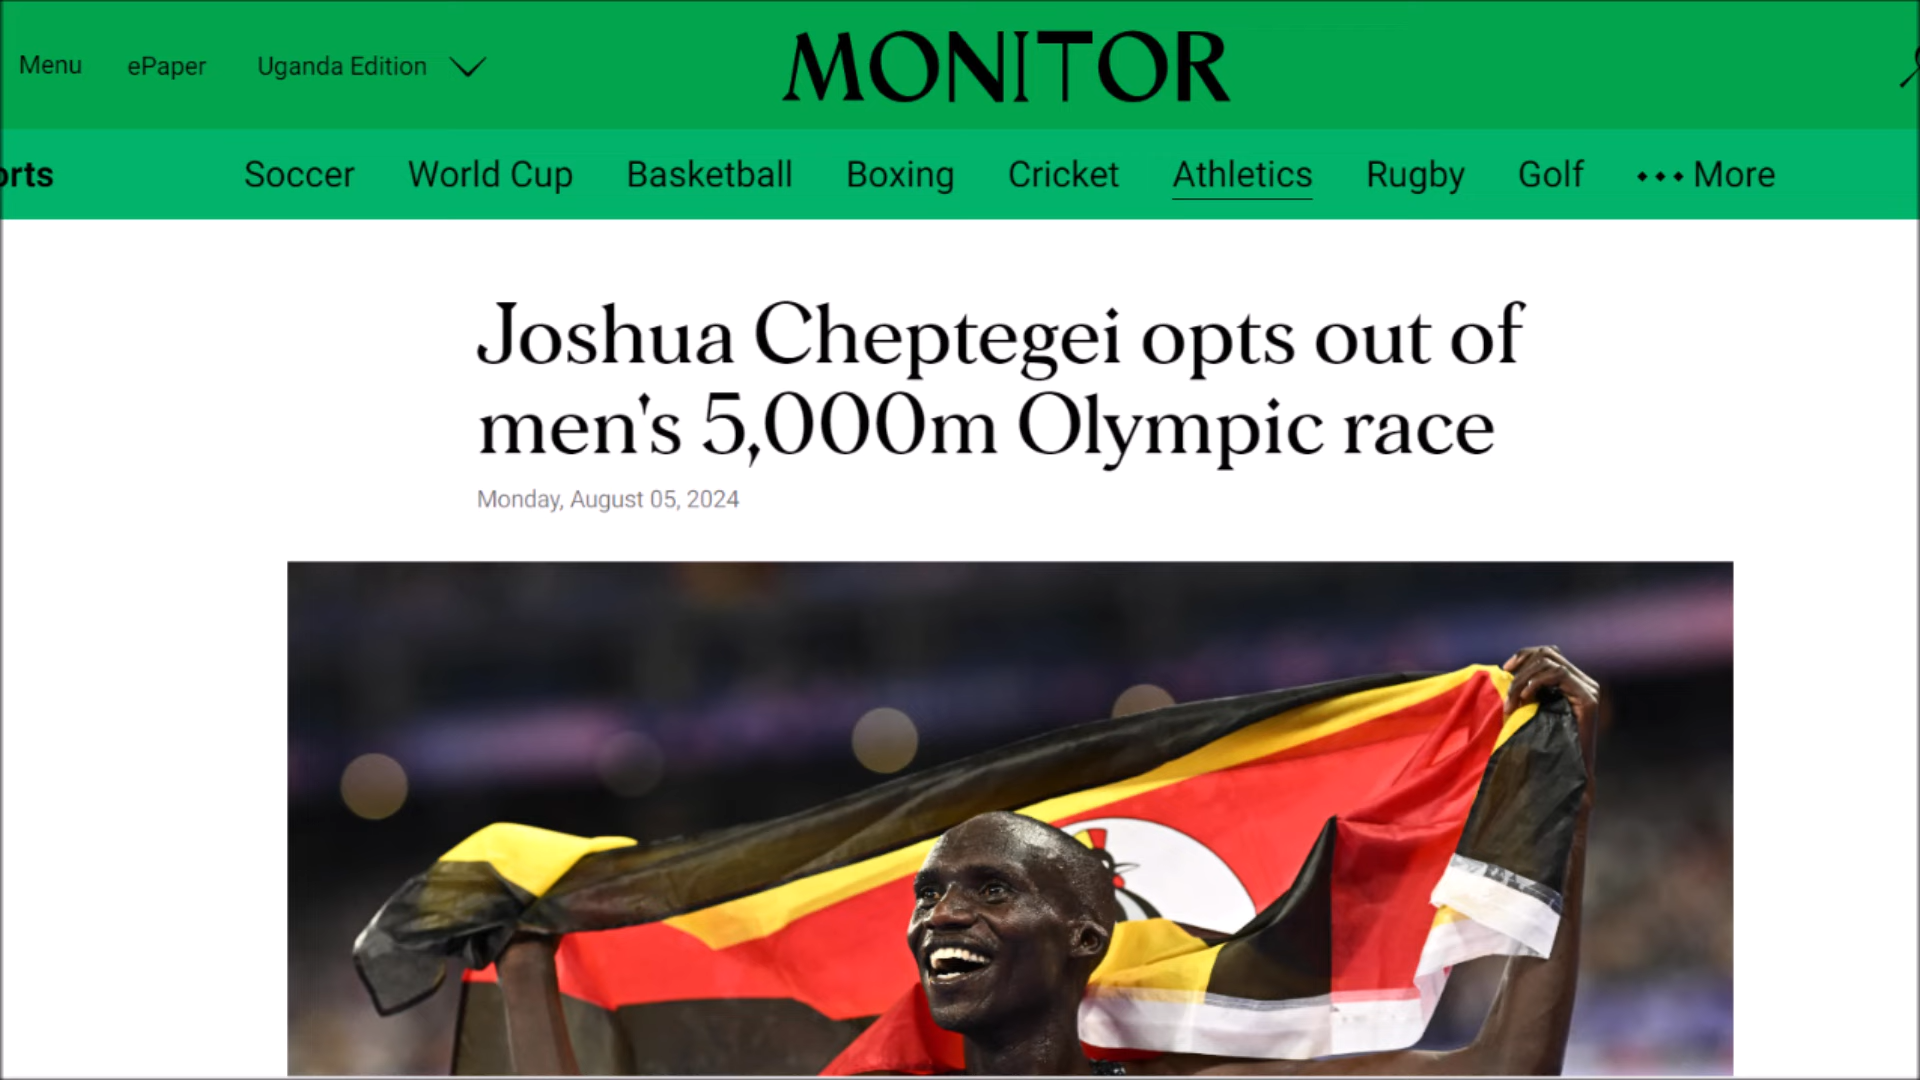 Menu ePaper Uganda Edition MONITOR
orts Soccer World Cup Basketball Boxing Cricket Athletics Rugby Golf ••• More
Joshua Cheptegei opts out of
men's 5,000m Olympic race
Monday, August 05, 2024